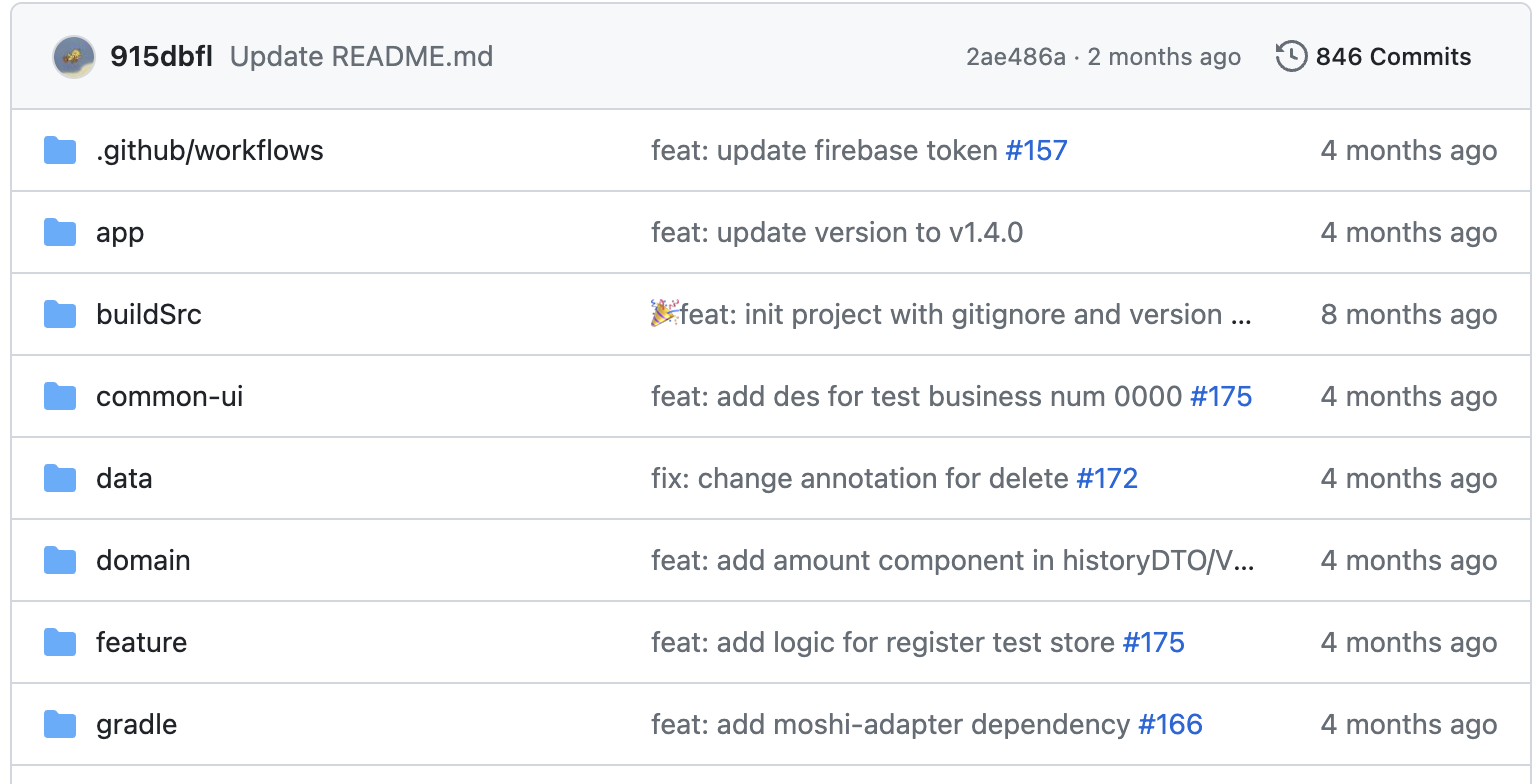 915dbfl Update README.md 2ae486a · 2 months ago 846 Commits
.github/workflows feat: update firebase token #157 4 months ago
app feat: update version to v1.4.0 4 months ago
buildSrc 🎉feat: init project with gitignore and version ... 8 months ago
common-ui feat: add des for test business num 0000 #175 4 months ago
data fix: change annotation for delete #172 4 months ago
domain feat: add amount component in historyDTO/V... 4 months ago
feature feat: add logic for register test store #175 4 months ago
gradle feat: add moshi-adapter dependency #166 4 months ago